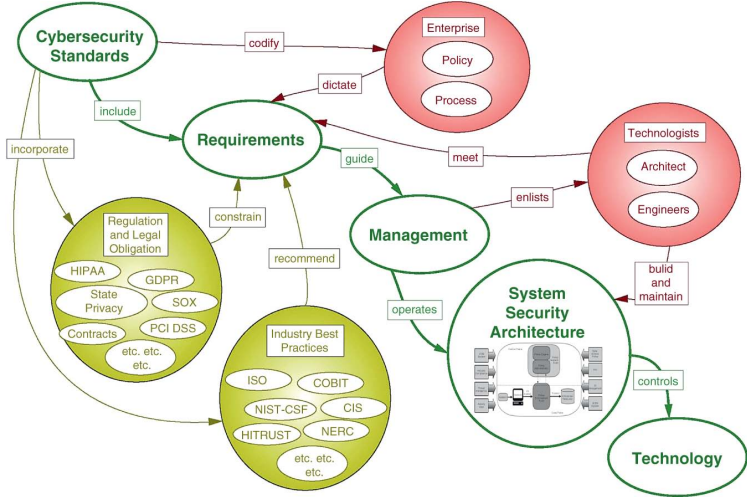 Cybersecurity
Standards
codify
Enterprise
Policy
Process
dictate
include
Requirements
incorporate
guide
meet
Technologists
Architect
Engineers
enlists
Management
constrain
Regulation
and Legal
Obligation
HIPAA
GDPR
State
Privacy
SOX
Contracts
PCI DSS
etc. etc.
etc.
recommend
Industry Best
Practices
ISO
COBIT
NIST-CSF
CIS
HITRUST
NERC
etc. etc.
etc.
operates
System
Security
Architecture
bulid
and
maintain
controls
Technology